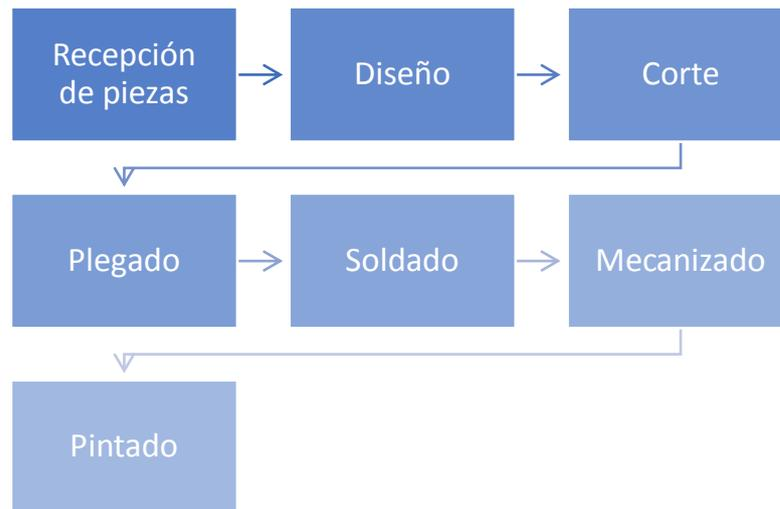 Recepción
de piezas
Diseño
Corte
Plegado
Soldado
Mecanizado
Pintado